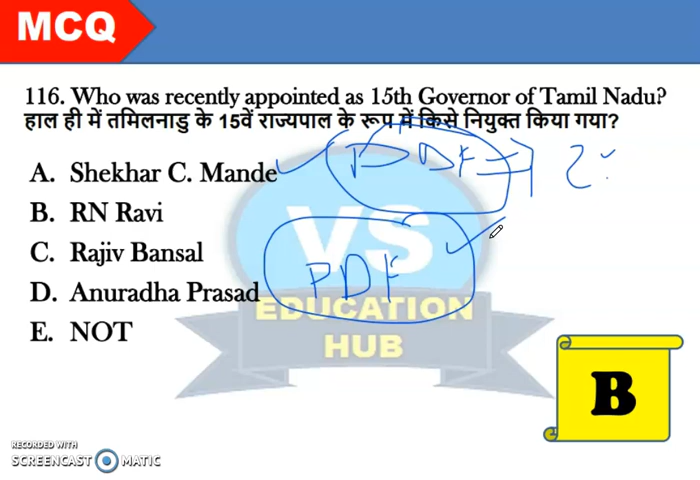 MCQ
116. Who was recently appointed as 15th Governor of Tamil Nadu?
हाल ही में तमिलनाडु के 15वें राज्यपाल के रूप में किसे नियुक्त किया गया?
A. Shekhar C. Mande
PDF
B. RN Ravi
C. Rajiv Bansal
PDF
D. Anuradha Prasad
E. NOT
VS
EDUCATION
HUB
B
RECORDED WITH
SCREENCAST MATIC